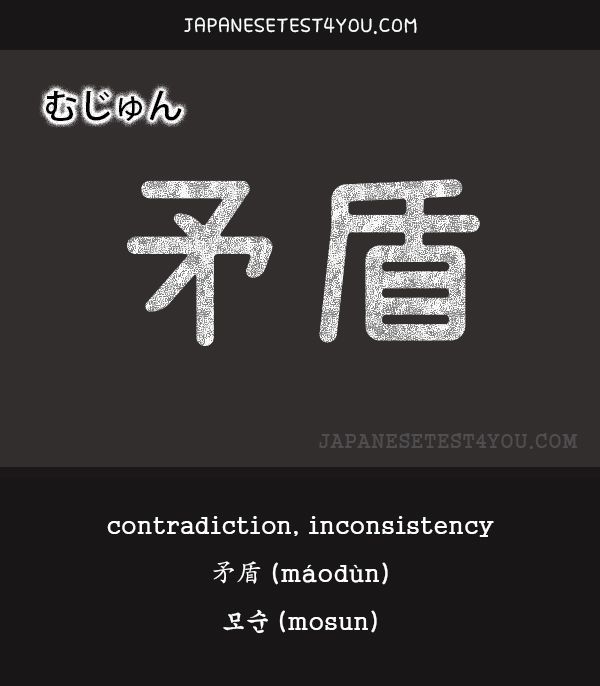 JAPANESETEST4YOU.COM
むじゅん
矛盾
JAPANESETEST4YOU.COM
contradiction, inconsistency
矛盾 (máodùn)
모순 (mosun)